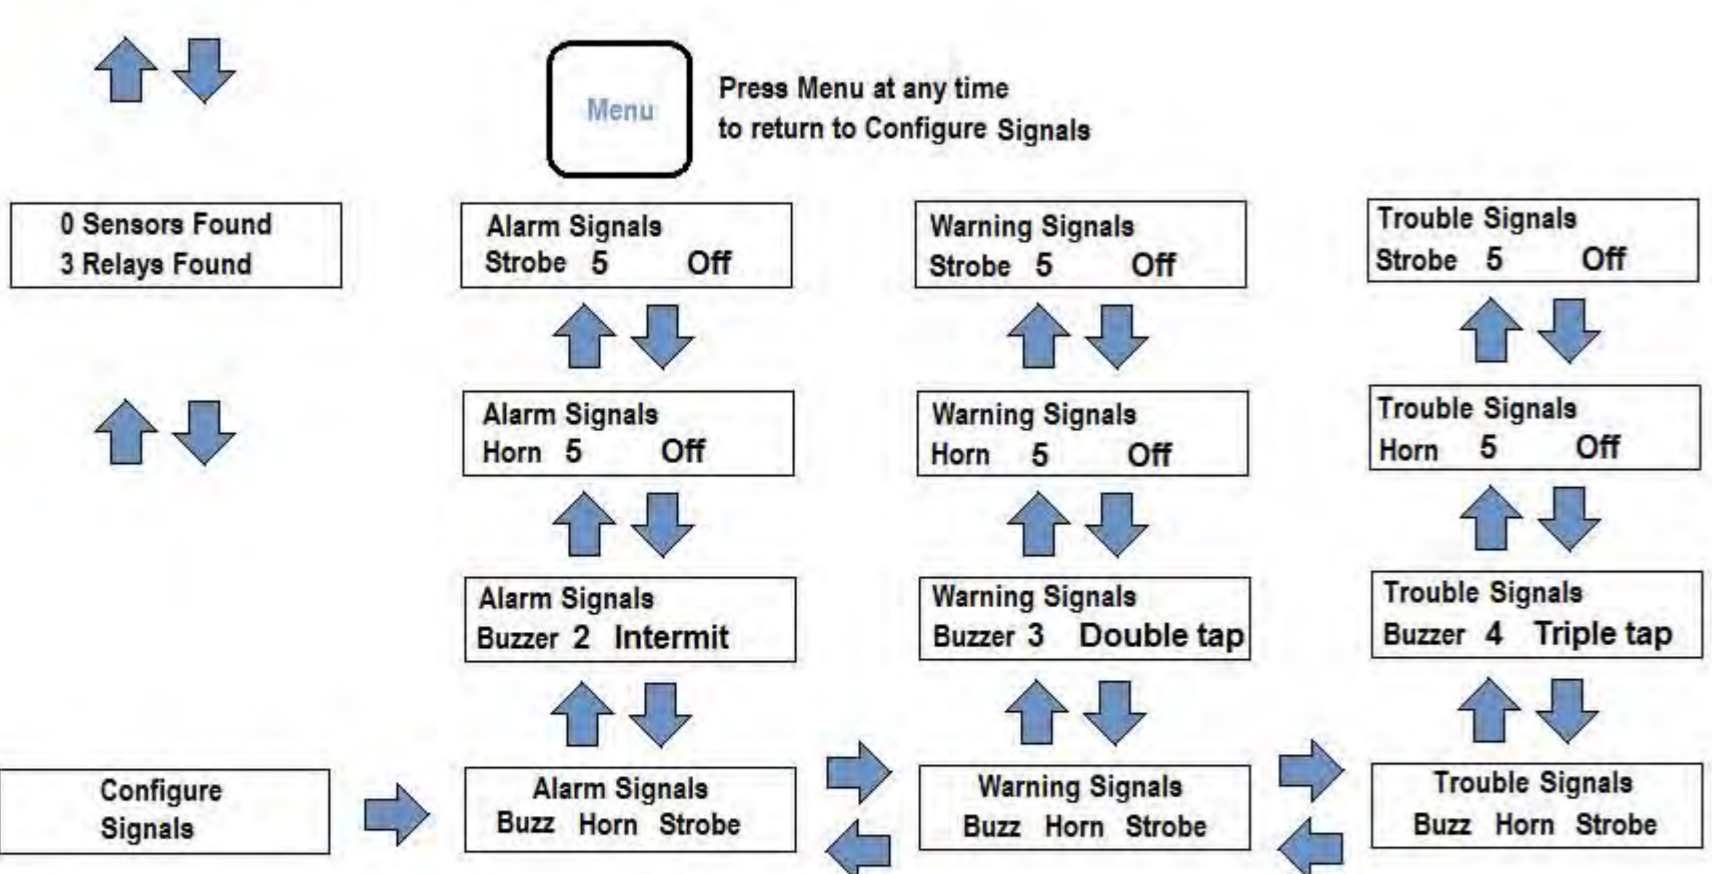 Menu
Press Menu at any time
to return to Configure Signals
0 Sensors Found
3 Relays Found
Alarm Signals
Strobe 5 Off
Warning Signals
Strobe 5 Off
Trouble Signals
Strobe 5 Off
Alarm Signals
Horn 5 Off
Warning Signals
Horn 5 Off
Trouble Signals
Horn 5 Off
Alarm Signals
Buzzer 2 Intermit
Warning Signals
Buzzer 3 Double tap
Trouble Signals
Buzzer 4 Triple tap
Configure
Signals
Alarm Signals
Buzz Horn Strobe
Warning Signals
Buzz Horn Strobe
Trouble Signals
Buzz Horn Strobe